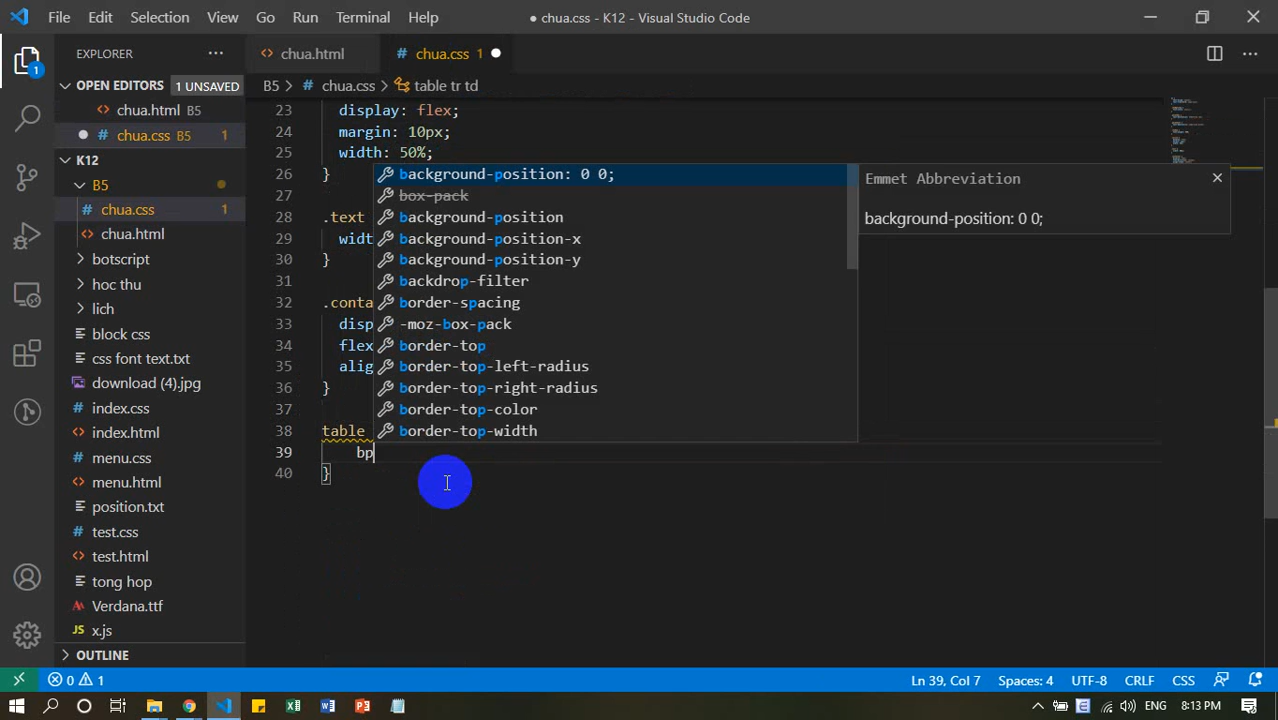 File Edit Selection View Go Run Terminal Help
● chua.css - K12 - Visual Studio Code
EXPLORER ···
chua.html
# chua.css 1
OPEN EDITORS 1 UNSAVED
B5 > # chua.css > table tr td
<> chua.html B5
# chua.css B5 1
K12
B5
# chua.css 1
<> chua.html
> botscript
> hoc thu
> lich
# block css
# css font text.txt
download (4).jpg
# index.css
<> index.html
# menu.css
<> menu.html
position.txt
# test.css
<> test.html
tong hop
Verdana.ttf
JS x.js
> OUTLINE
1
23 display: flex;
24 margin: 10px;
25 width: 50%;
26 }
27
28 .text
29 widt
30 }
31
32 .conta
33 disp
34 flex
35 alig
36 }
37
38 table
39 bp
40 }
background-position: 0 0;
box-pack
background-position
background-position-x
background-position-y
backdrop-filter
border-spacing
-moz-box-pack
border-top
border-top-left-radius
border-top-right-radius
border-top-color
border-top-width
Emmet Abbreviation
background-position: 0 0;
0 1
Ln 39, Col 7 Spaces: 4 UTF-8 CRLF CSS
ENG 8:13 PM